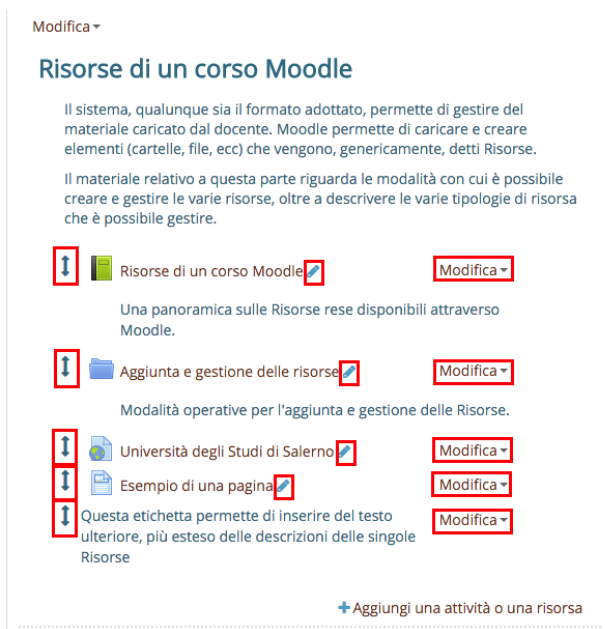 Modifica
Risorse di un corso Moodle
Il sistema, qualunque sia il formato adottato, permette di gestire del
materiale caricato dal docente. Moodle permette di caricare e creare
elementi (cartelle, file, ecc) che vengono, genericamente, detti Risorse.
Il materiale relativo a questa parte riguarda le modalità con cui è possibile
creare e gestire le varie risorse, oltre a descrivere le varie tipologie di risorsa
che è possibile gestire.
Risorse di un corso Moodle Modifica
Una panoramica sulle Risorse rese disponibili attraverso
Moodle.
Aggiunta e gestione delle risorse Modifica
Modalità operative per l'aggiunta e gestione delle Risorse.
Università degli Studi di Salerno Modifica
Esempio di una pagina Modifica
Questa etichetta permette di inserire del testo Modifica
ulteriore, più esteso delle descrizioni delle singole
Risorse
+ Aggiungi una attività o una risorsa